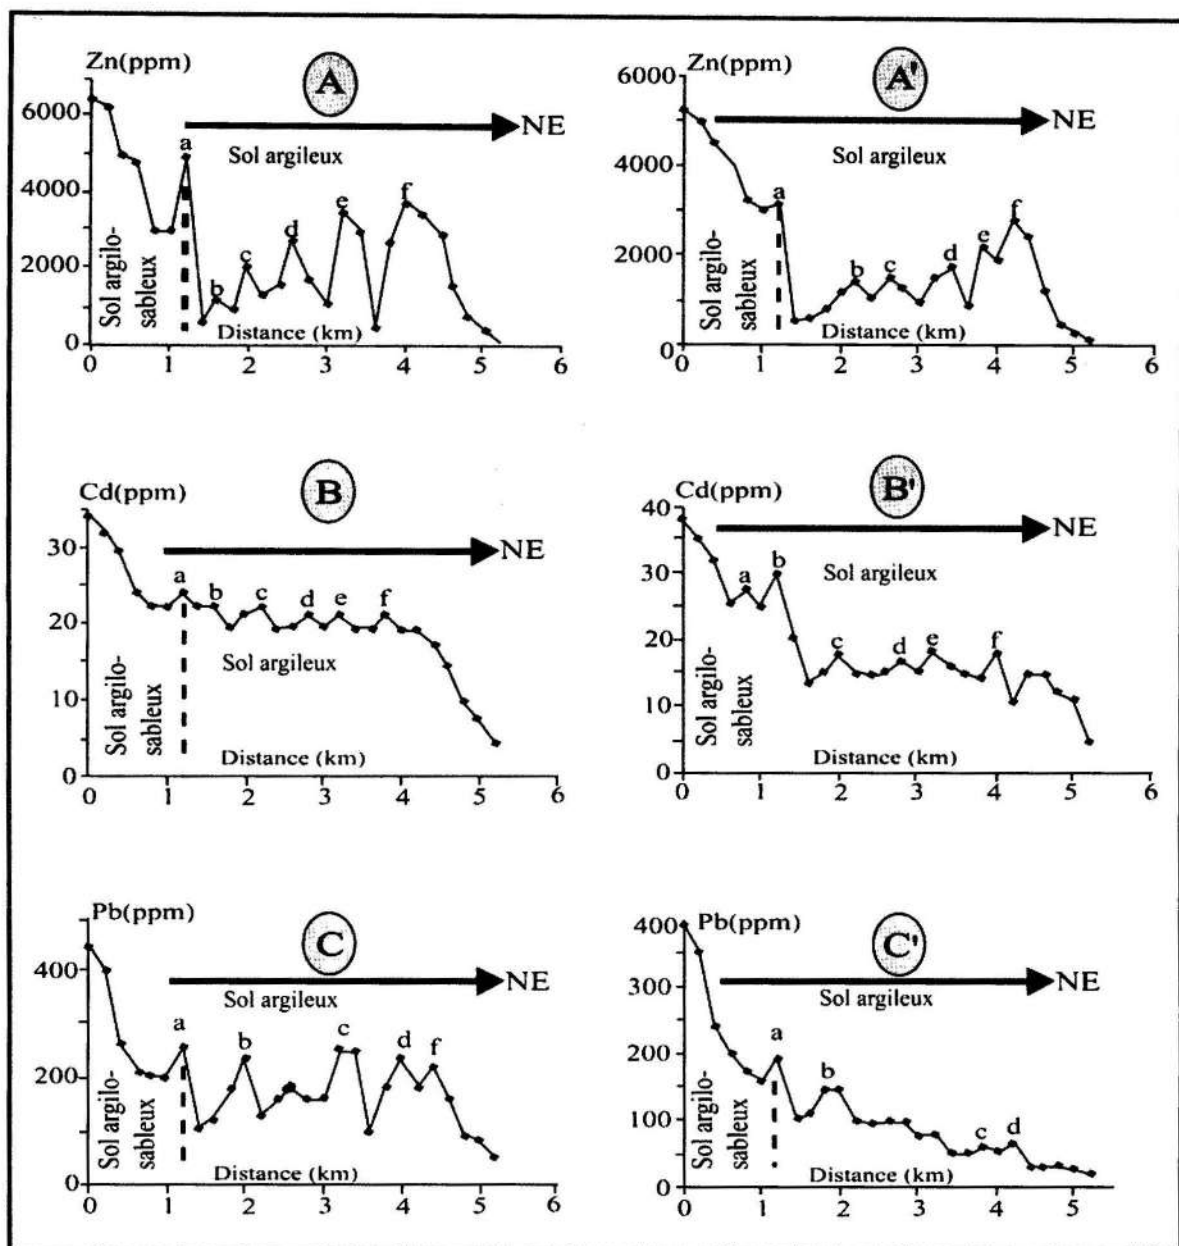 Zn(ppm)
A
6000
NE
a
Sol argileux
4000
e
f
d
c
2000
b
Sol argilo-
sableux
Distance (km)
0
0 1 2 3 4 5 6
Zn(ppm)
A'
6000
NE
Sol argileux
4000
a
f
e
d
2000
b
c
Sol argilo-
sableux
Distance (km)
0
0 1 2 3 4 5 6
Cd(ppm)
B
30
NE
a
b
c
d
e
f
20
Sol argileux
10
Sol argilo-
sableux
Distance (km)
0
0 1 2 3 4 5 6
Cd(ppm)
B'
40
NE
30
a
b
Sol argileux
20
c
d
e
f
10
Sol argilo-
sableux
Distance (km)
0
0 1 2 3 4 5 6
Pb(ppm)
C
400
NE
Sol argileux
a
b
c
d
f
200
Sol argilo-
sableux
Distance (km)
0
0 1 2 3 4 5 6
Pb(ppm)
C'
400
NE
300
Sol argileux
200
a
b
100
c
d
Sol argilo-
sableux
Distance (km)
0
0 1 2 3 4 5